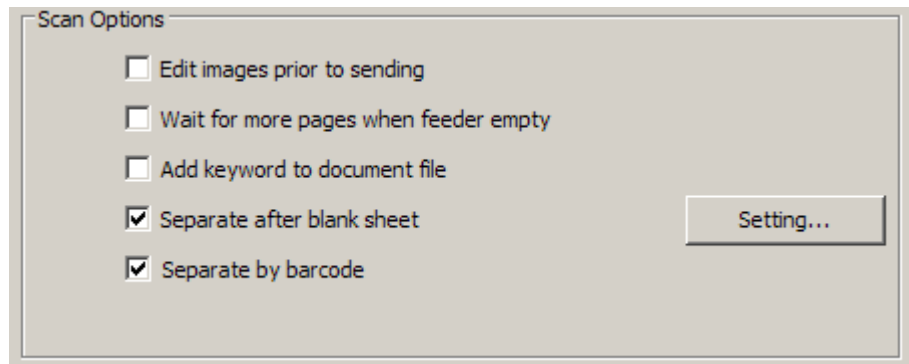 Scan Options
Edit images prior to sending
Wait for more pages when feeder empty
Add keyword to document file
Separate after blank sheet
Setting...
Separate by barcode